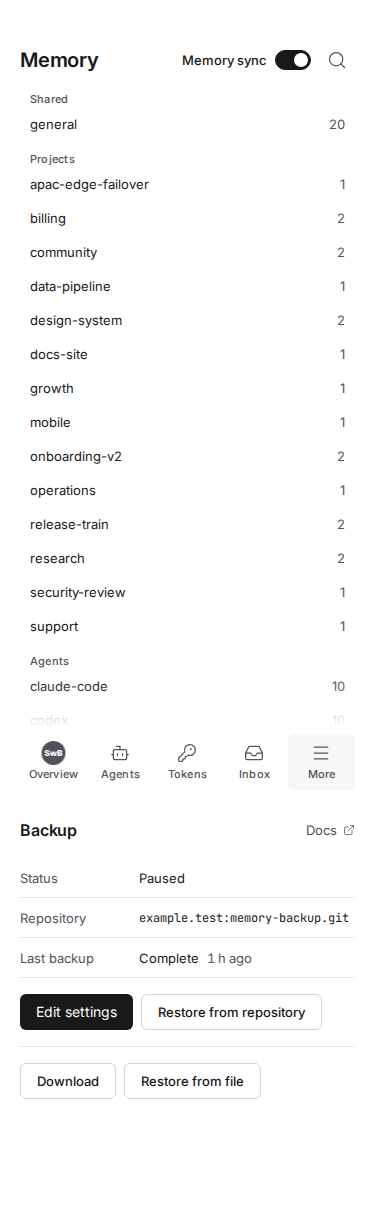 Memory
Memory sync
Shared
general 20
Projects
apac-edge-failover 1
billing 2
community 2
data-pipeline 1
design-system 2
docs-site 1
growth 1
mobile 1
onboarding-v2 2
operations 1
release-train 2
research 2
security-review 1
support 1
Agents
claude-code 10
codex 10
SwB
Overview Agents Tokens Inbox More
Backup Docs
Status Paused
Repository example.test:memory-backup.git
Last backup Complete 1 h ago
Edit settings Restore from repository
Download Restore from file